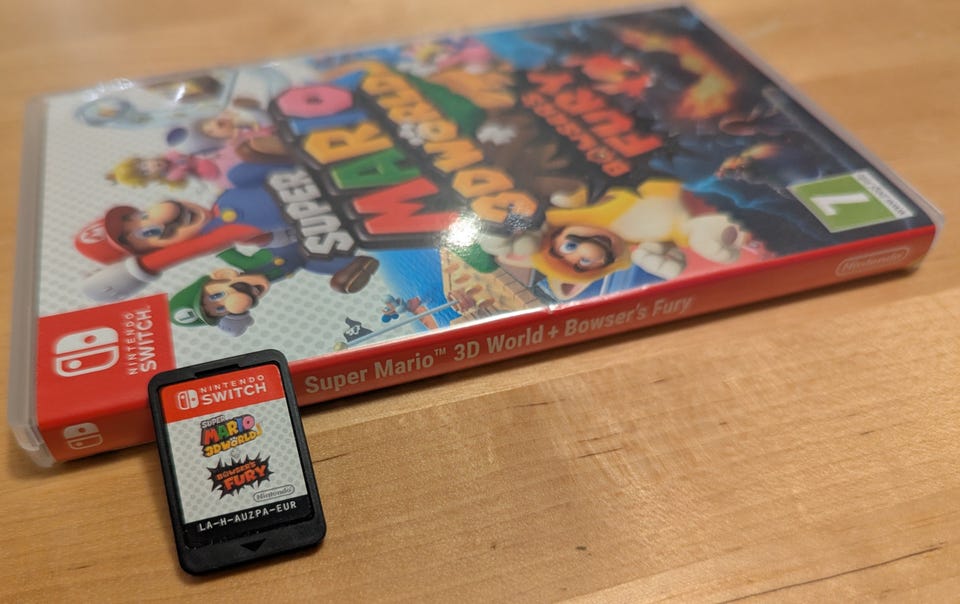 SUPER
MARIO
3D WORLD
BOWSER'S
FURY
7
NINTENDO
SWITCH
Nintendo
Super Mario™ 3D World + Bowser's Fury
NINTENDO
SWITCH
SUPER
MARIO
3D WORLD
+
BOWSER'S
FURY
Nintendo
LA-H-AUZPA-EUR